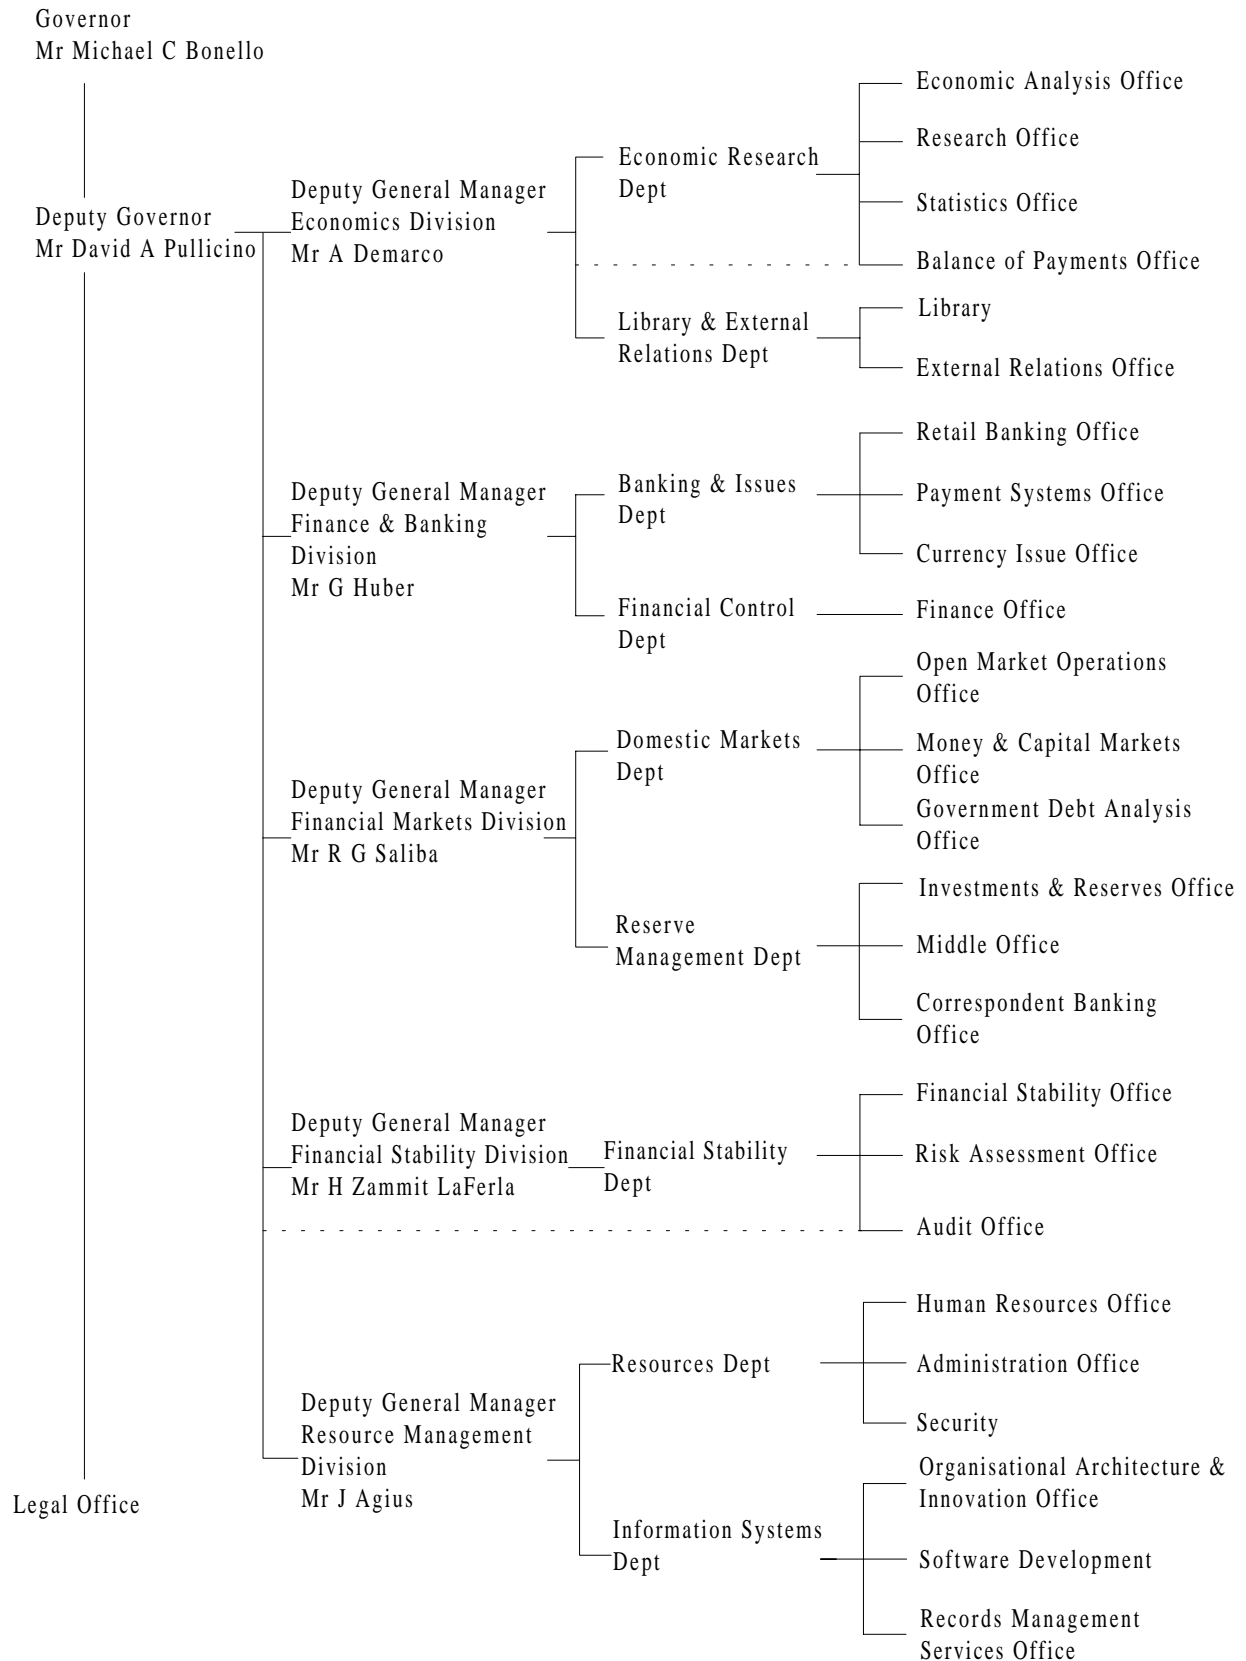 Governor
Mr Michael C Bonello
Deputy Governor
Mr David A Pullicino
Legal Office
Deputy General Manager
Economics Division
Mr A Demarco
Economic Research
Dept
Economic Analysis Office
Research Office
Statistics Office
Balance of Payments Office
Library & External
Relations Dept
Library
External Relations Office
Deputy General Manager
Finance & Banking
Division
Mr G Huber
Banking & Issues
Dept
Retail Banking Office
Payment Systems Office
Currency Issue Office
Financial Control
Dept
Finance Office
Deputy General Manager
Financial Markets Division
Mr R G Saliba
Domestic Markets
Dept
Open Market Operations
Office
Money & Capital Markets
Office
Government Debt Analysis
Office
Reserve
Management Dept
Investments & Reserves Office
Middle Office
Correspondent Banking
Office
Deputy General Manager
Financial Stability Division
Mr H Zammit LaFerla
Financial Stability
Dept
Financial Stability Office
Risk Assessment Office
Audit Office
Deputy General Manager
Resource Management
Division
Mr J Agius
Resources Dept
Human Resources Office
Administration Office
Security
Information Systems
Dept
Organisational Architecture &
Innovation Office
Software Development
Records Management
Services Office